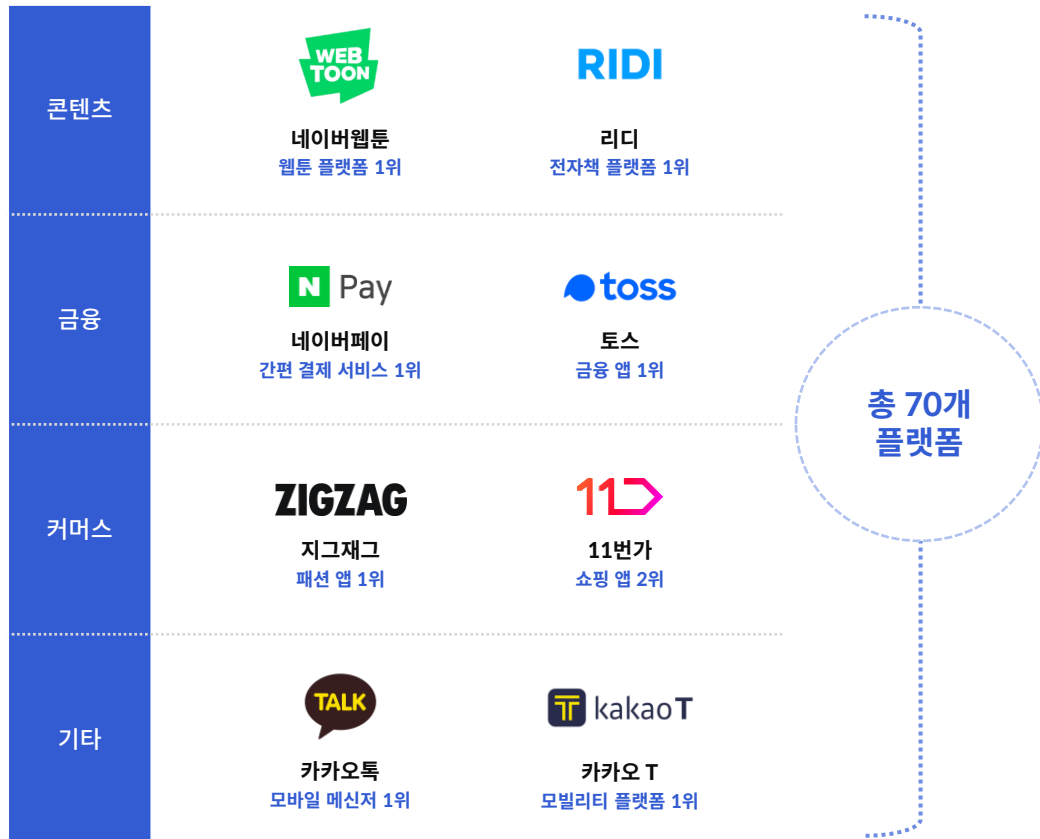 콘텐츠
WEB
TOON
네이버웹툰
웹툰 플랫폼 1위
RIDI
리디
전자책 플랫폼 1위
금융
N Pay
네이버페이
간편 결제 서비스 1위
toss
토스
금융 앱 1위
커머스
ZIGZAG
지그재그
패션 앱 1위
11
11번가
쇼핑 앱 2위
기타
TALK
카카오톡
모바일 메신저 1위
T kakao T
카카오 T
모빌리티 플랫폼 1위
총 70개
플랫폼